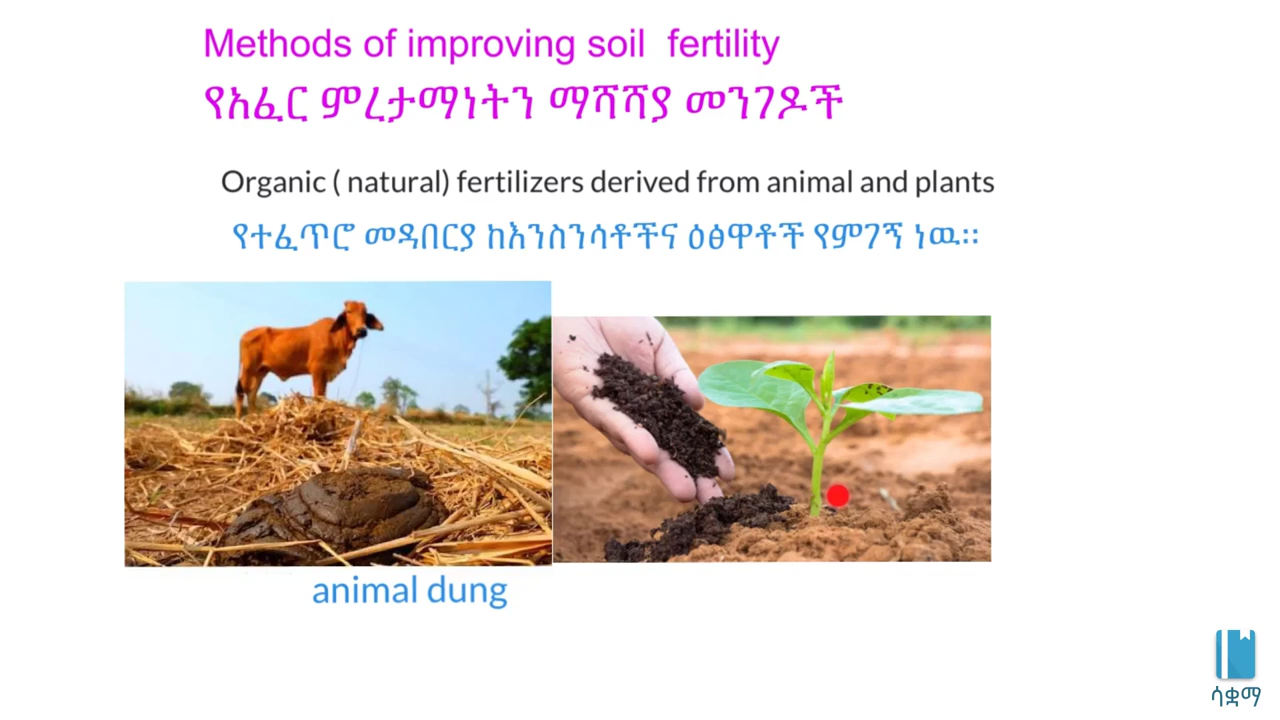 Methods of improving soil  fertility
የአፈር ምረታማነትን ማሻሻያ መንገዶች
Organic ( natural) fertilizers derived from animal and plants
የተፈጥሮ መዳበርያ ከእንስንሳቶችና ዕፅዋቶች የምገኝ ነዉ።
animal dung
ሳቋማ